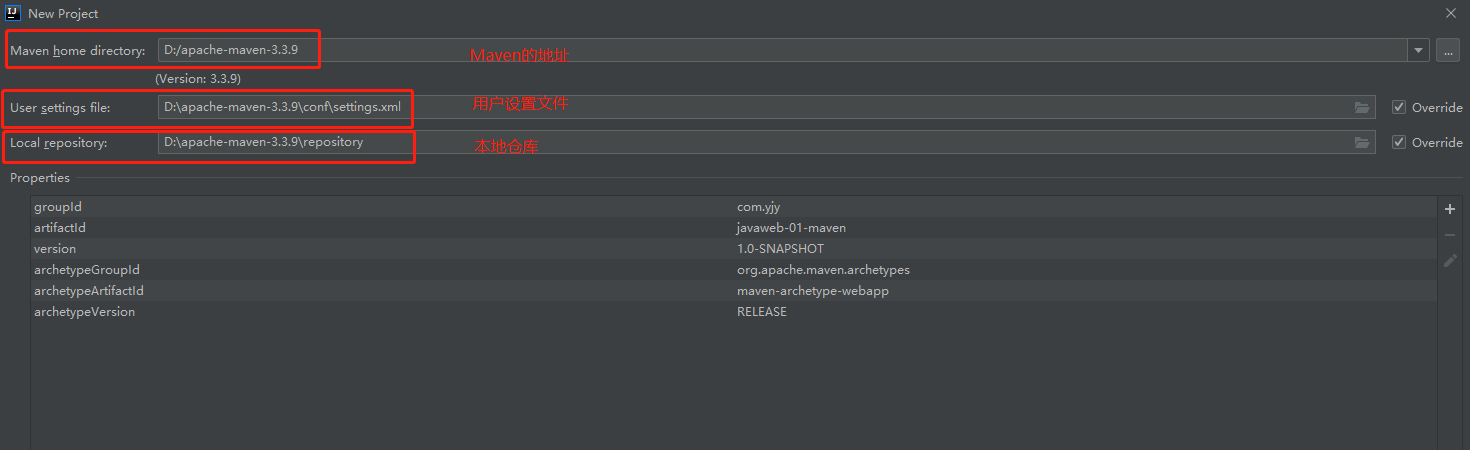 New Project
Maven home directory: D:/apache-maven-3.3.9 Maven的地址 ...
(Version: 3.3.9)
User settings file: D:\apache-maven-3.3.9\conf\settings.xml 用户设置文件 Override
Local repository: D:\apache-maven-3.3.9\repository 本地仓库 Override
Properties
groupId com.yjy
artifactId javaweb-01-maven
version 1.0-SNAPSHOT
archetypeGroupId org.apache.maven.archetypes
archetypeArtifactId maven-archetype-webapp
archetypeVersion RELEASE